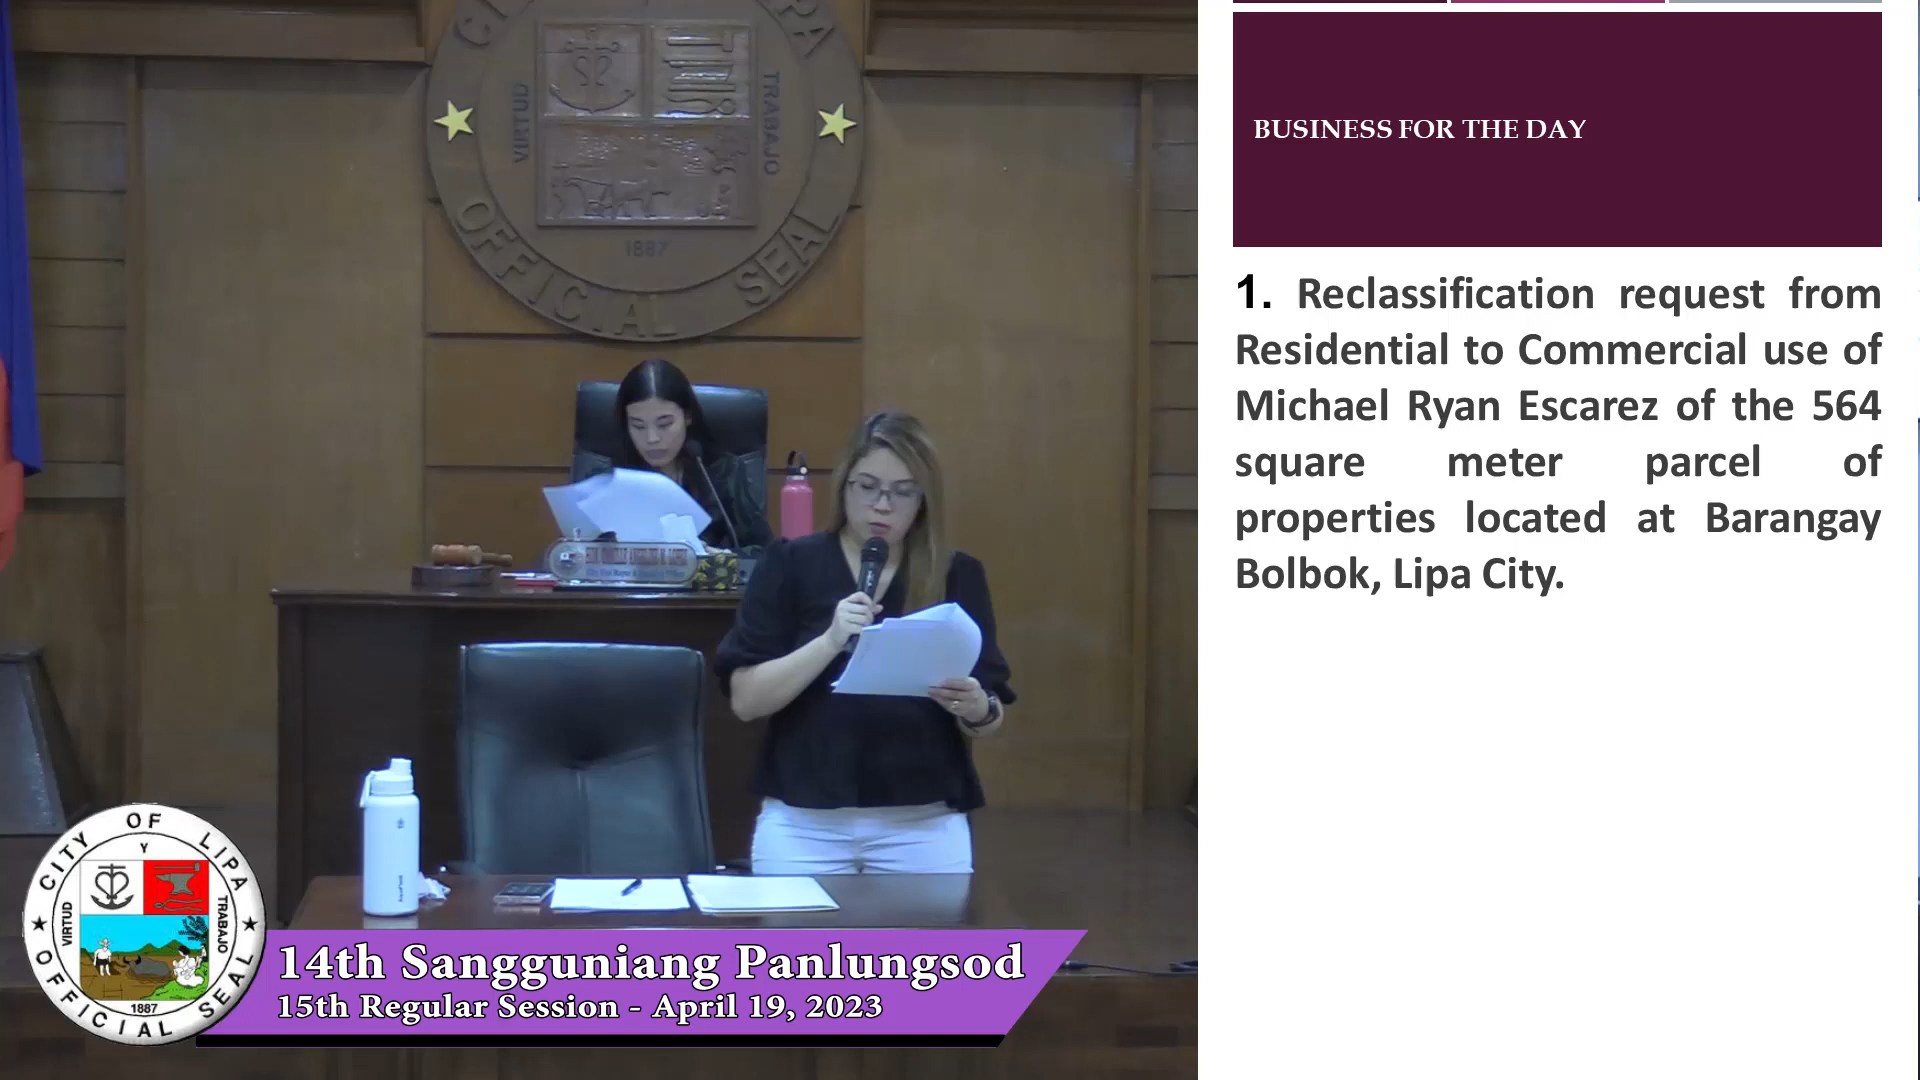 VIRTUD
TRABAJO
1887
OFFICIAL SEAL
BUSINESS FOR THE DAY
1. Reclassification request from
Residential to Commercial use of
Michael Ryan Escarez of the 564
square meter parcel of
properties located at Barangay
Bolbok, Lipa City.
CITY OF LIPA
Y
VIRTUD
TRABAJO
1887
OFFICIAL SEAL
14th Sangguniang Panlungsod
15th Regular Session - April 19, 2023